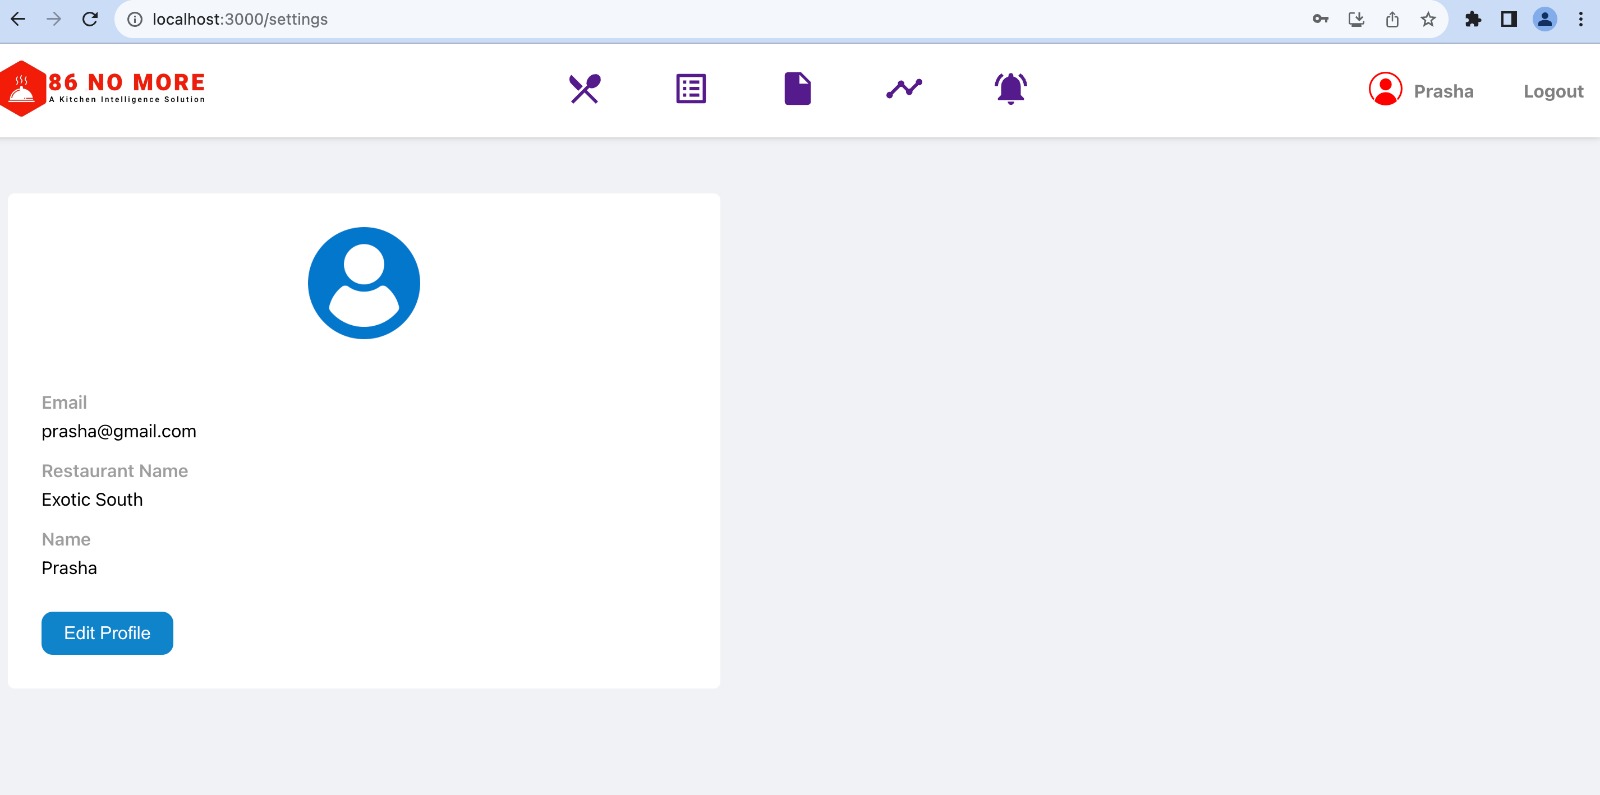 localhost:3000/settings
86 NO MORE
A Kitchen Intelligence Solution
Prasha
Logout
Email
prasha@gmail.com
Restaurant Name
Exotic South
Name
Prasha
Edit Profile